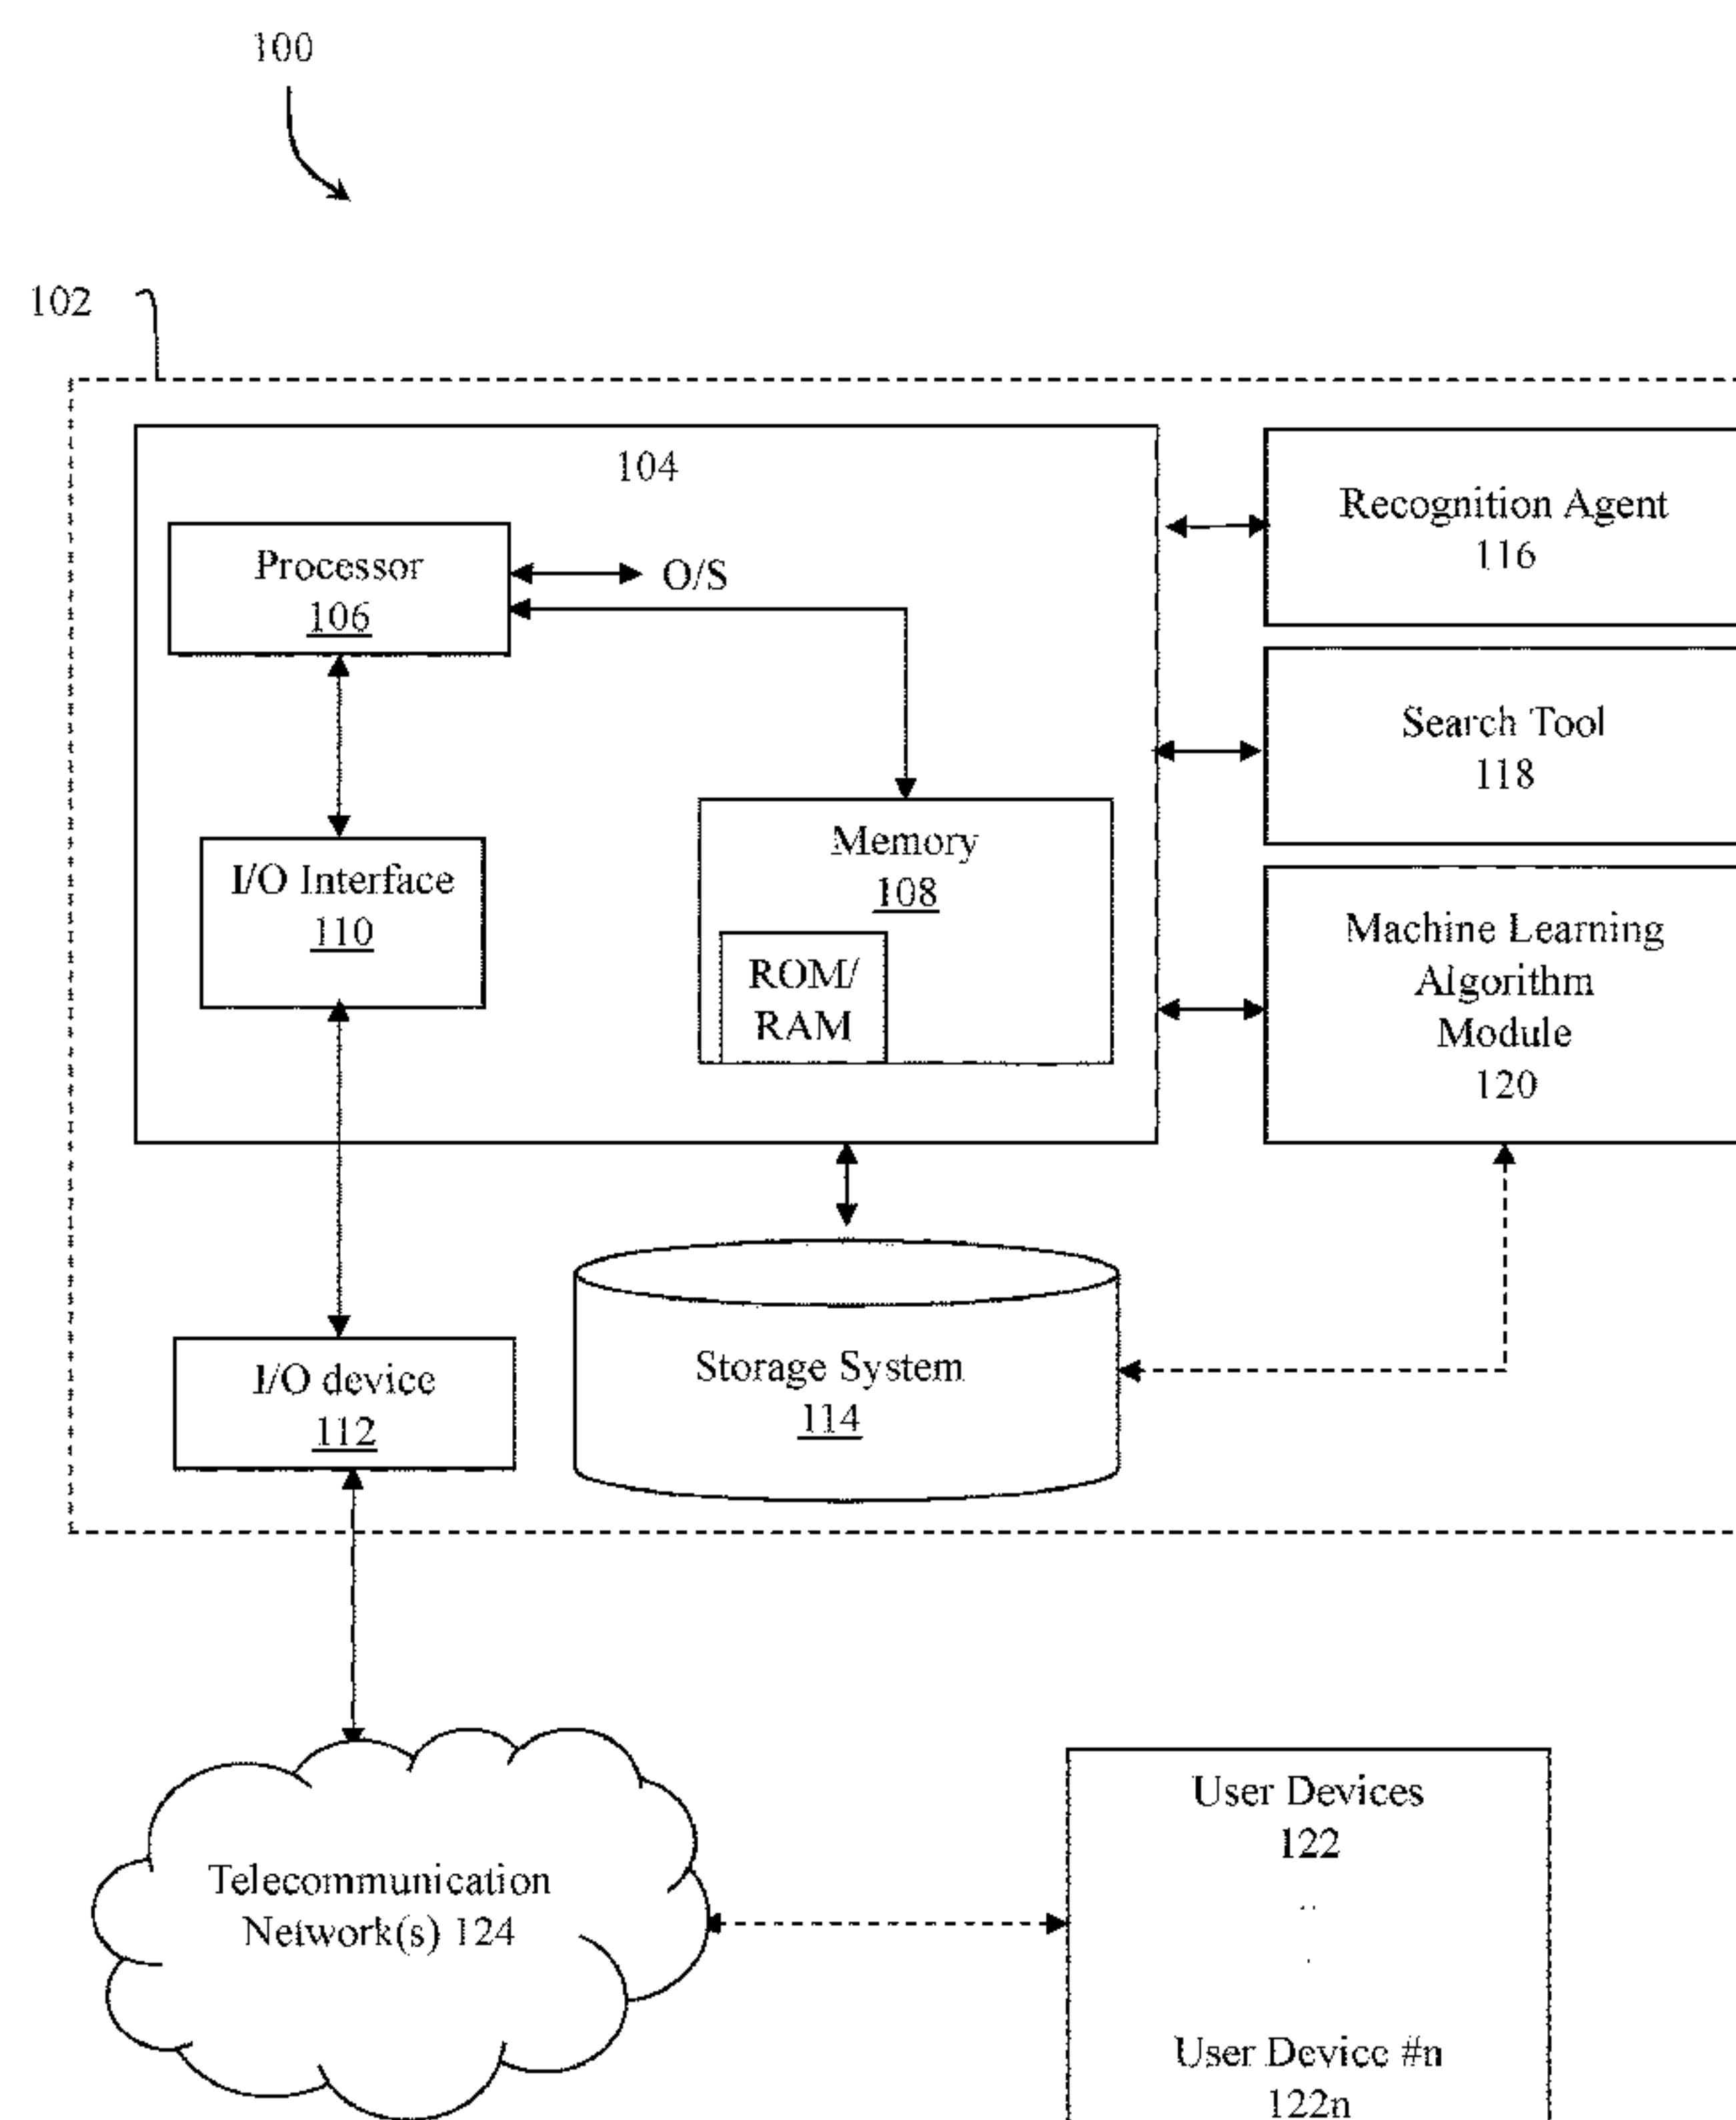 100
102
104
Processor
106
O/S
I/O Interface
110
Memory
108
ROM/
RAM
Recognition Agent
116
Search Tool
118
Machine Learning
Algorithm
Module
120
I/O device
112
Storage System
114
Telecommunication
Network(s) 124
User Devices
122
User Device #n
122n